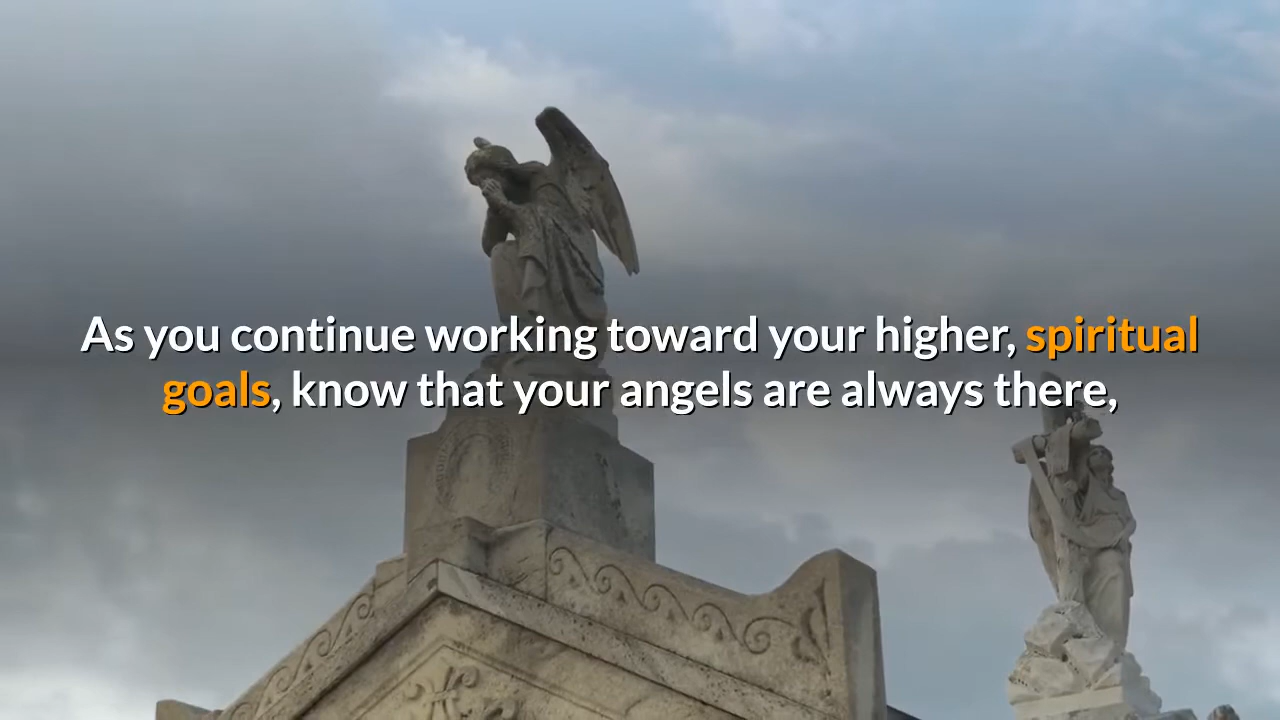 As you continue working toward your higher, spiritual
goals, know that your angels are always there,